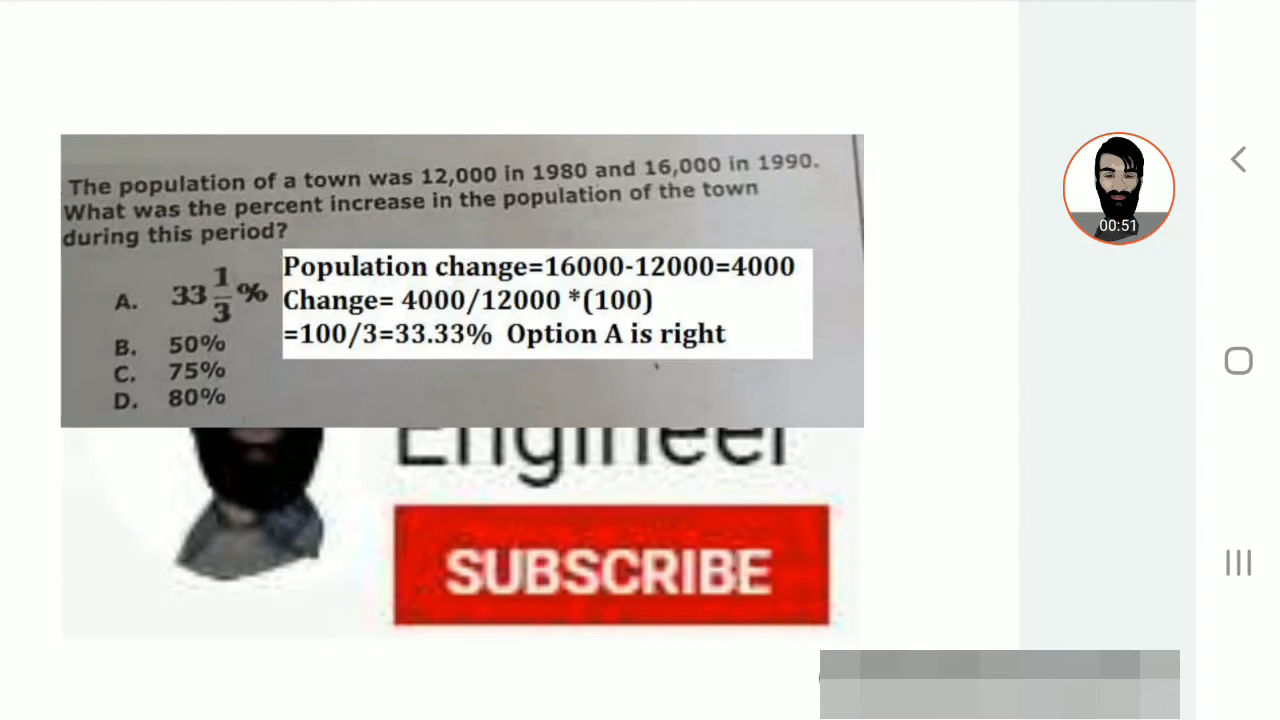 The population of a town was 12,000 in 1980 and 16,000 in 1990.
What was the percent increase in the population of the town
during this period?
A. 33 1/3 %
B. 50%
C. 75%
D. 80%
Population change=16000-12000=4000
Change= 4000/12000 *(100)
=100/3=33.33% Option A is right
00:51
Engineer
SUBSCRIBE